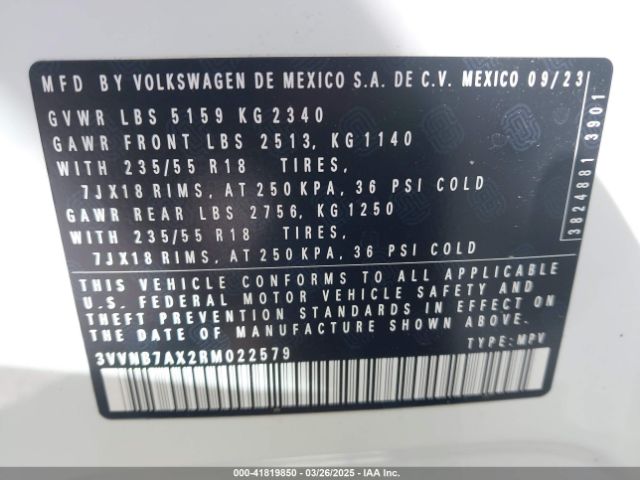 MFD BY VOLKSWAGEN DE MEXICO S.A. DE C.V. MEXICO 09/23
GVWR LBS 5159 KG 2340
GAWR FRONT LBS 2513, KG 1140
WITH 235/55 R18 TIRES,
7JX18 RIMS, AT 250 KPA, 36 PSI COLD
GAWR REAR LBS 2756, KG 1250
WITH 235/55 R18 TIRES,
7JX18 RIMS, AT 250 KPA, 36 PSI COLD
THIS VEHICLE CONFORMS TO ALL APPLICABLE
U.S. FEDERAL MOTOR VEHICLE SAFETY AND
THEFT PREVENTION STANDARDS IN EFFECT ON
THE DATE OF MANUFACTURE SHOWN ABOVE.
3VVNB7AX2RM022579 TYPE: MPV
3824881 3901
000-41819850 | 03/26/2025 | IAAI.com